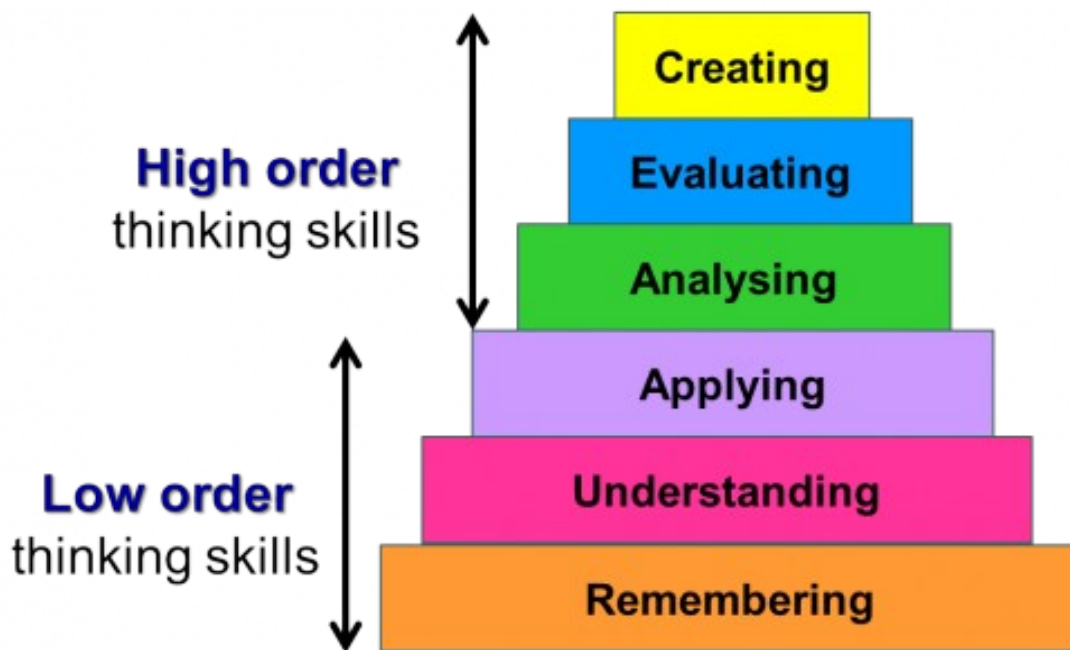 Creating
High order
thinking skills
Evaluating
Analysing
Applying
Low order
thinking skills
Understanding
Remembering